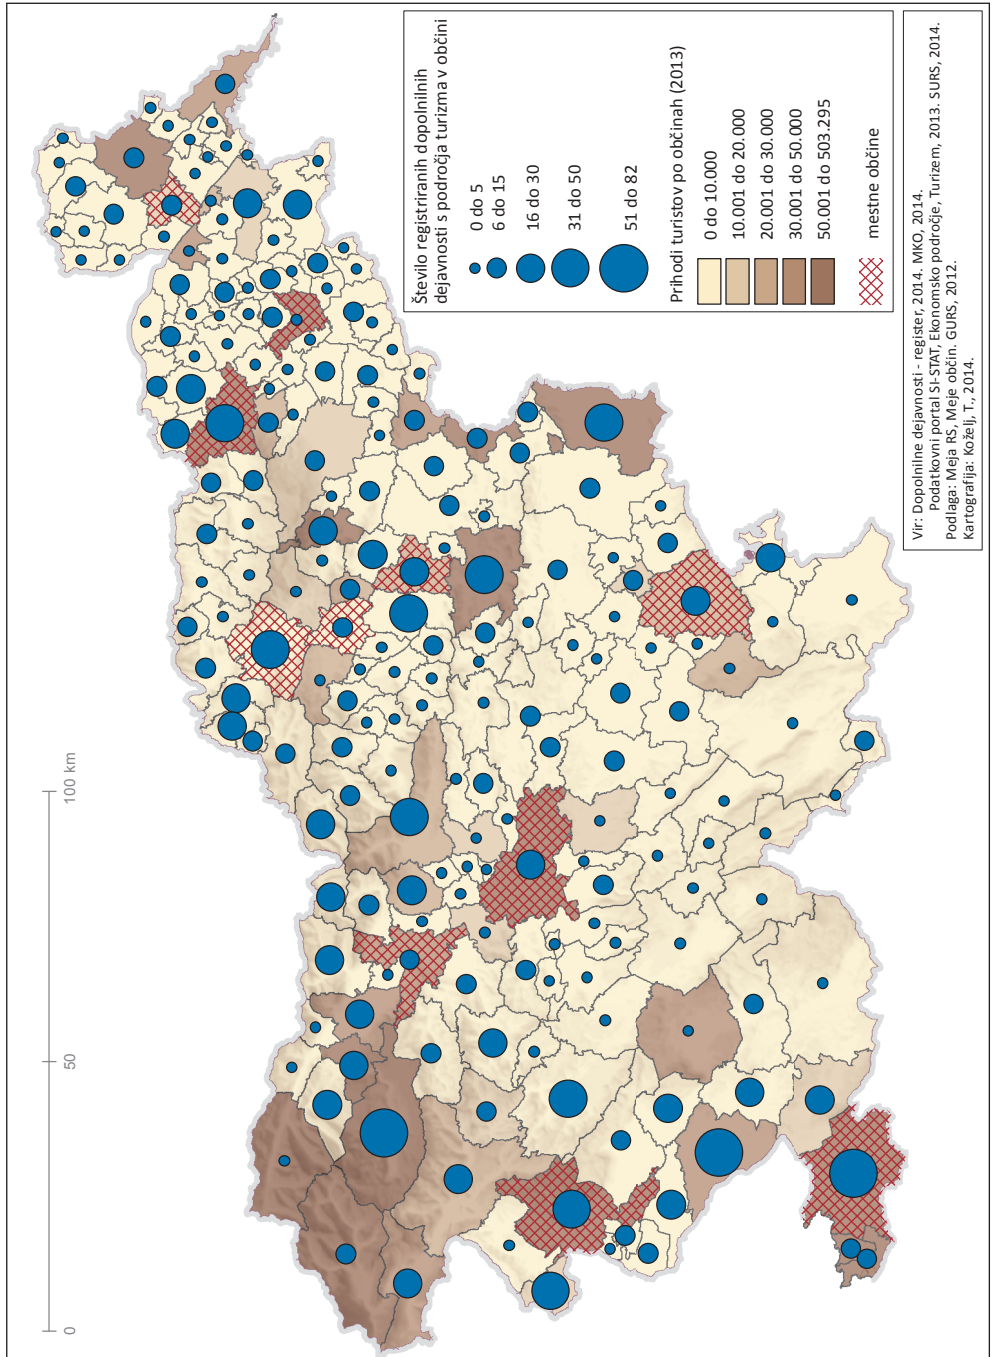 Število registriranih dopolnilnih
dejavnosti s področja turizma v občini
0 do 5
6 do 15
16 do 30
31 do 50
51 do 82
Prihodi turistov po občinah (2013)
0 do 10.000
10.001 do 20.000
20.001 do 30.000
30.001 do 50.000
50.001 do 503.295
mestne občine
Vir: Dopolnilne dejavnosti - register, 2014. MKO, 2014.
Podatkovni portal SI-STAT, Ekonomsko področje, Turizem, 2013. SURS, 2014.
Podlaga: Meja RS, Meje občin. GURS, 2012.
Kartografija: Koželj, T., 2014.
0
50
100 km